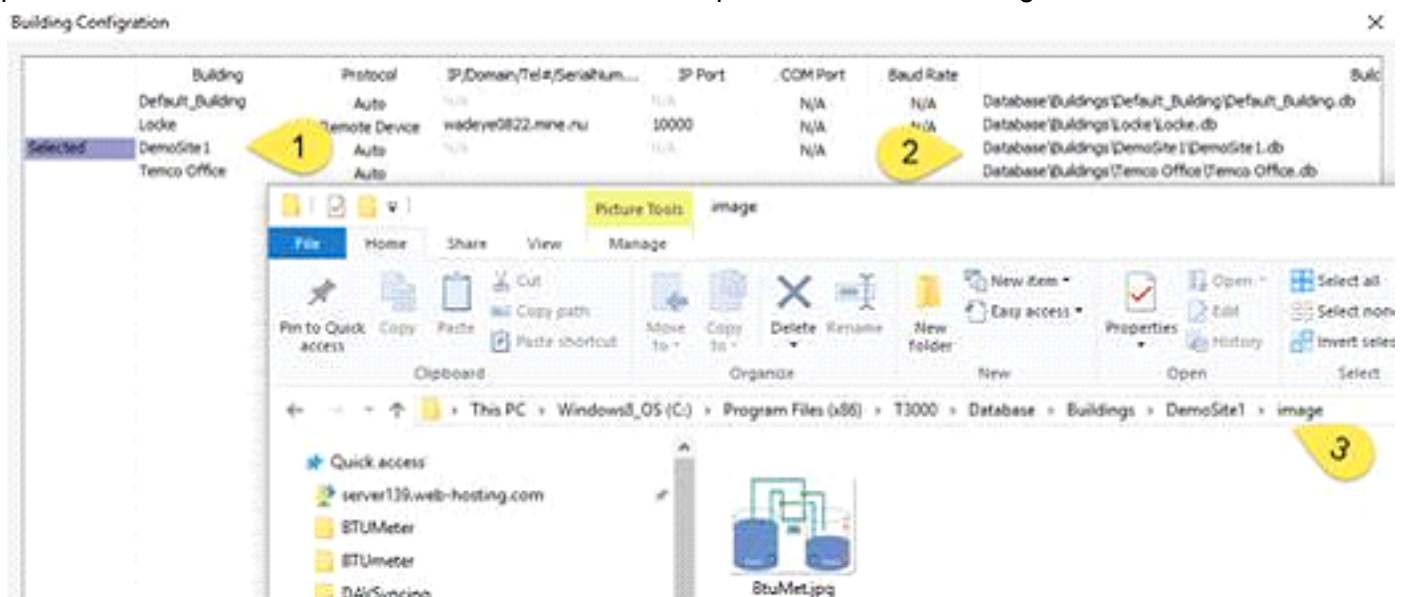 Building Configration
Building Protocol IP/Domain/Tel#/SerialNum.... IP Port COM Port Baud Rate Build
Default_Building Auto N/A N/A N/A N/A Database\Buildings\Default_Building\Default_Building.db
Locke Remote Device wadeye0822.mine.nu 10000 N/A N/A Database\Buildings\Locke\Locke.db
Selected DemoSite1 1 Auto N/A N/A N/A 2 Database\Buildings\DemoSite1\DemoSite1.db
Temco Office Auto Database\Buildings\Temco Office\Temco Office.db
Picture Tools image
File Home Share View Manage
Pin to Quick access Copy Paste Cut
Copy path
Paste shortcut
Move to Copy to Delete Rename New folder
New item
Easy access
Properties Open
Edit
History
Select all
Select none
Invert selec
Clipboard Organize New Open Select
This PC Windows8_OS (C:) Program Files (x86) T3000 Database Buildings DemoSite1 image
3
Quick access
server139.web-hosting.com
BTUMeter
BTUmeter
DAVSyncing
BtuMet.jpg